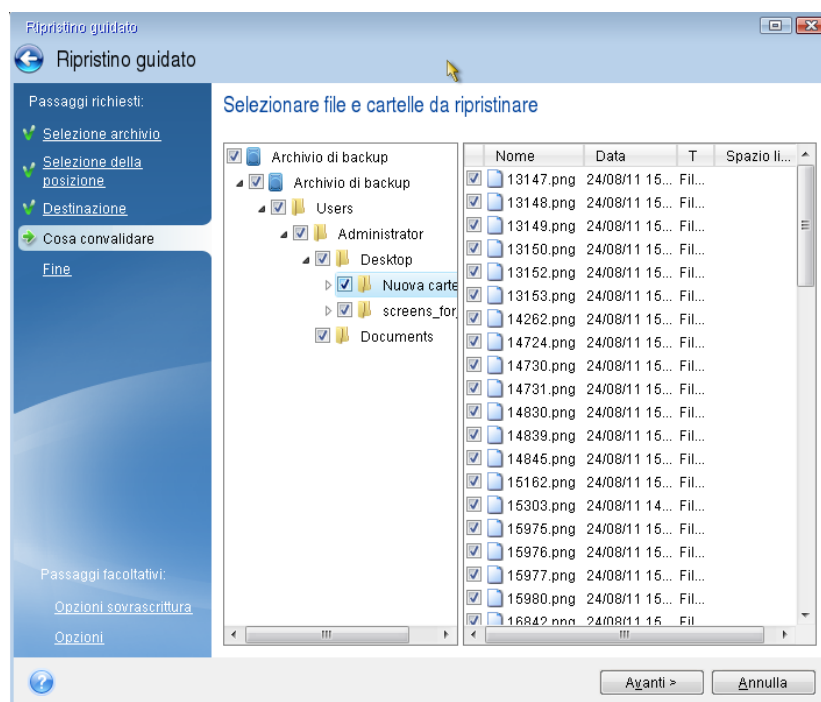 Ripristino guidato
Ripristino guidato
Passaggi richiesti:
Selezione archivio
Selezione della
posizione
Destinazione
Cosa convalidare
Fine
Passaggi facoltativi:
Opzioni sovrascrittura
Opzioni
Selezionare file e cartelle da ripristinare
Archivio di backup
Archivio di backup
Users
Administrator
Desktop
Nuova carte
screens_for_
Documents
Nome Data T Spazio li...
13147.png 24/08/11 15... Fil...
13148.png 24/08/11 15... Fil...
13149.png 24/08/11 15... Fil...
13150.png 24/08/11 15... Fil...
13152.png 24/08/11 15... Fil...
13153.png 24/08/11 15... Fil...
14262.png 24/08/11 15... Fil...
14724.png 24/08/11 15... Fil...
14730.png 24/08/11 15... Fil...
14731.png 24/08/11 15... Fil...
14830.png 24/08/11 15... Fil...
14839.png 24/08/11 15... Fil...
14845.png 24/08/11 15... Fil...
15162.png 24/08/11 15... Fil...
15303.png 24/08/11 14... Fil...
15975.png 24/08/11 15... Fil...
15976.png 24/08/11 15... Fil...
15977.png 24/08/11 15... Fil...
15980.png 24/08/11 15... Fil...
16842.png 24/08/11 15... Fil...
Avanti >
Annulla